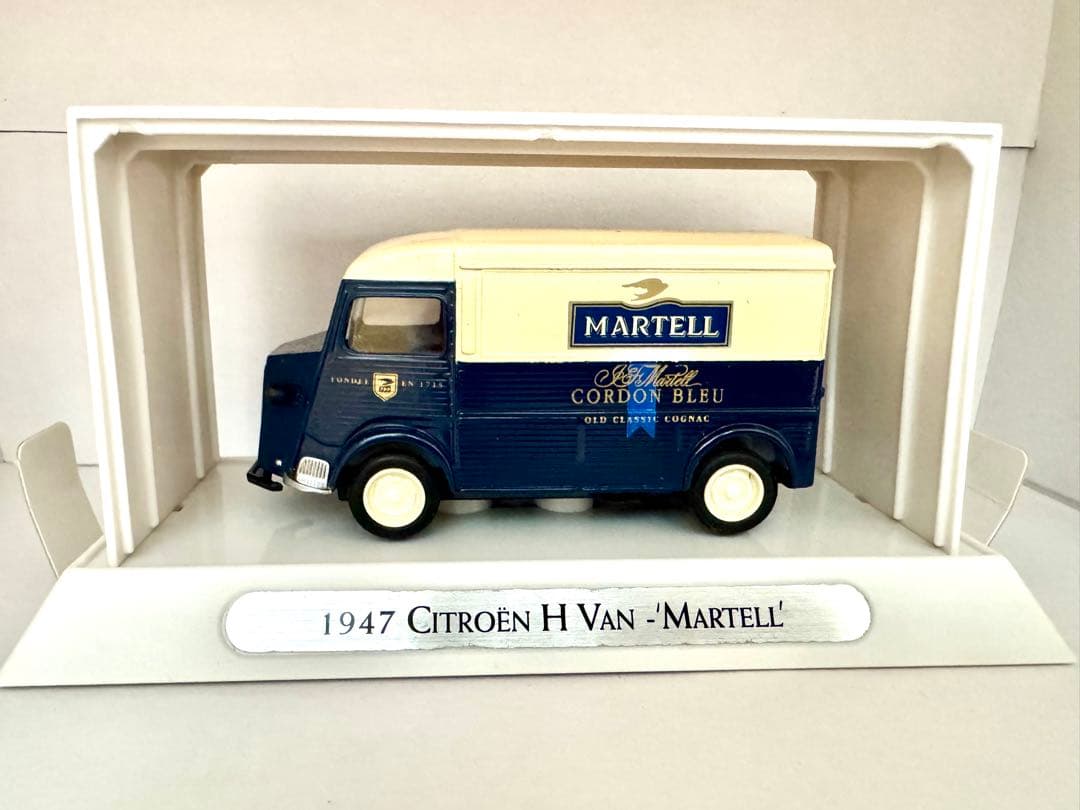 MARTELL
J&F Martell
CORDON BLEU
OLD CLASSIC COGNAC
FONDÉE EN 1715
1947 CITROËN H VAN - 'MARTELL'